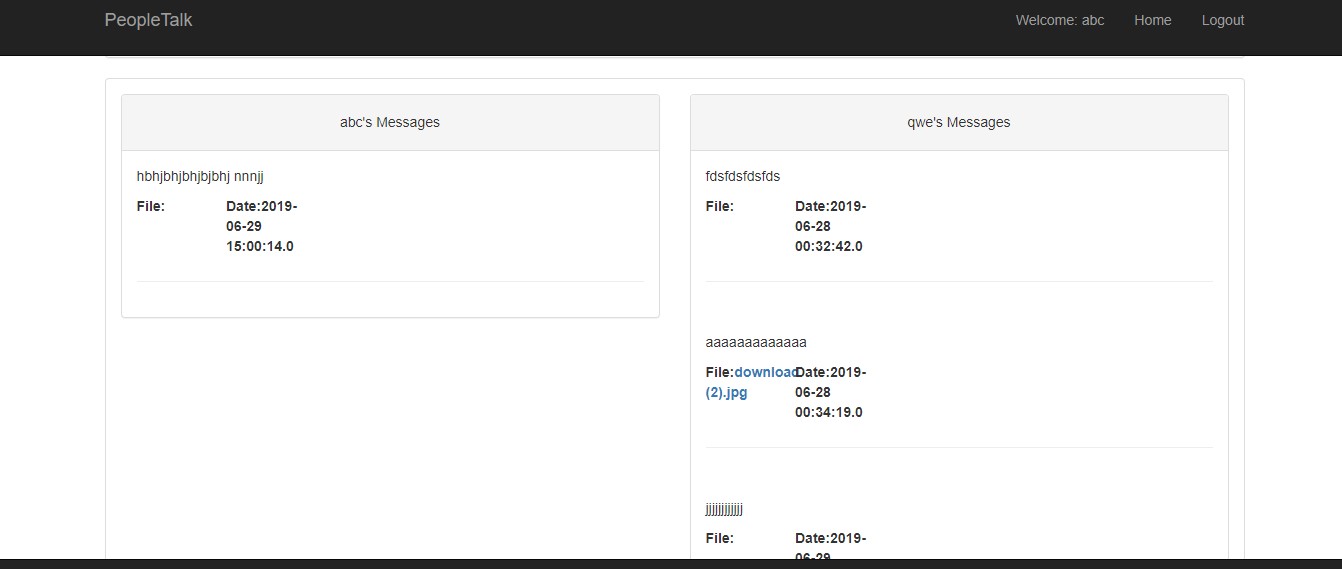 PeopleTalk Welcome: abc Home Logout
abc's Messages
hbhjbhjbhjbjbhj nnnjj
File: Date:2019-
06-29
15:00:14.0
qwe's Messages
fdsfdsfdsfds
File: Date:2019-
06-28
00:32:42.0
aaaaaaaaaaaaa
File:download Date:2019-
(2).jpg 06-28
00:34:19.0
jjjjjjjjjjjj
File: Date:2019-
06-29